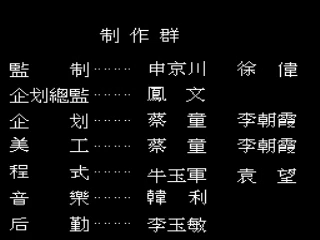 制作群
監　制‥‥‥ 申京川　徐　偉
企划總監‥‥‥ 鳳　文
企　划‥‥‥ 蔡　童　李朝霞
美　工‥‥‥ 蔡　童　李朝霞
程　式‥‥‥ 牛玉軍　袁　望
音　樂‥‥‥ 韓　利
后　勤‥‥‥ 李玉敏